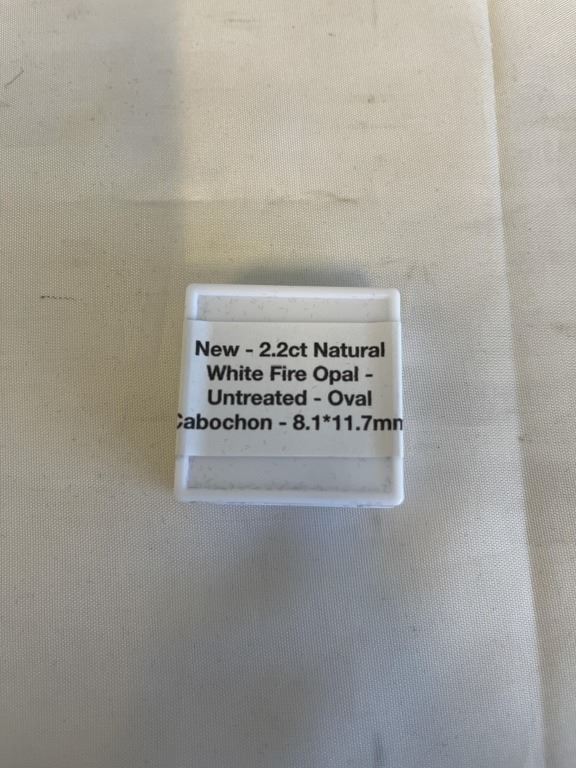 New - 2.2ct Natural
White Fire Opal -
Untreated - Oval
Cabochon - 8.1*11.7mm